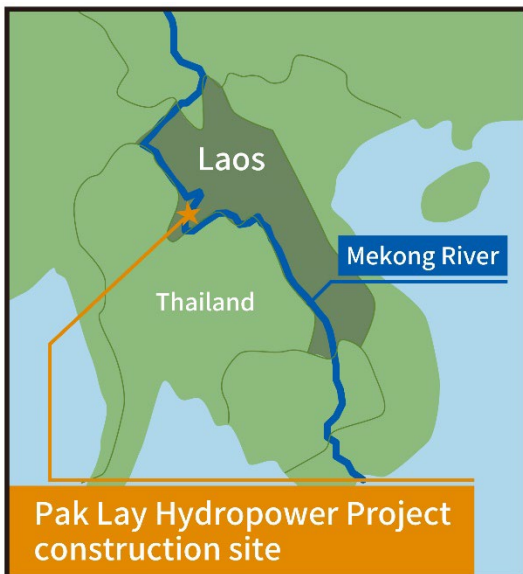 Laos
Mekong River
Thailand
Pak Lay Hydropower Project
construction site